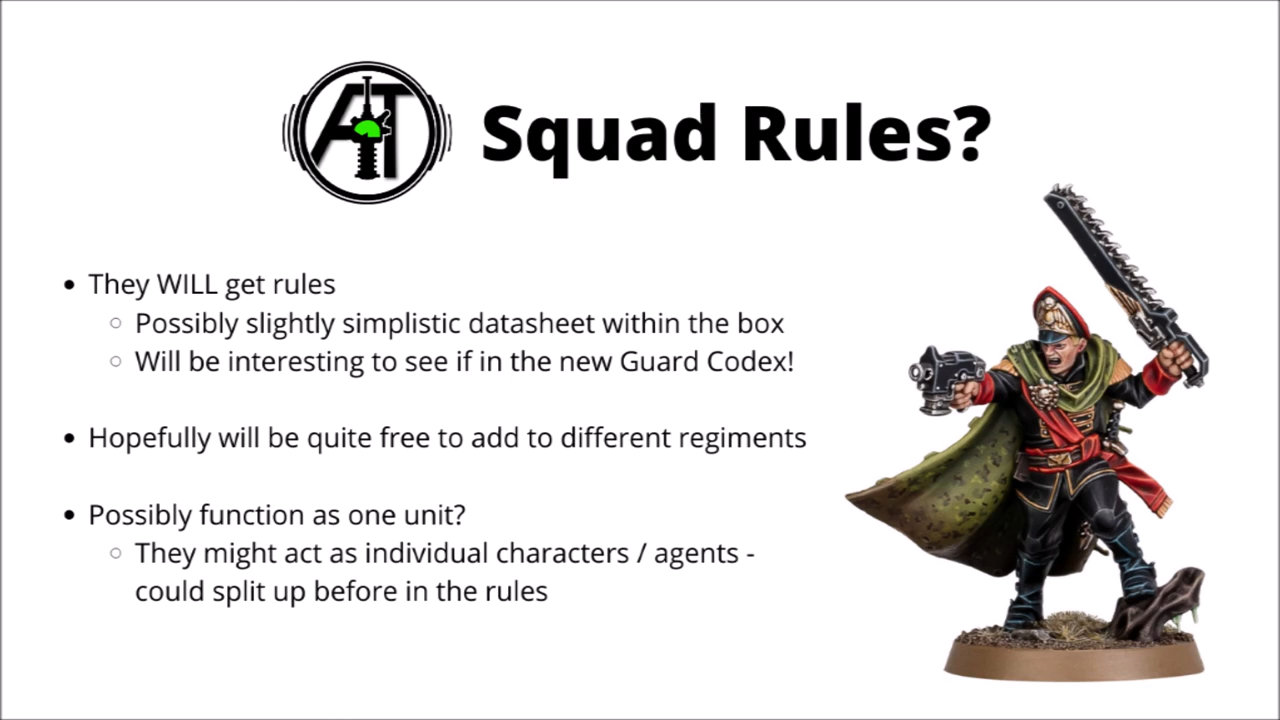 AT
Squad Rules?
• They WILL get rules
○ Possibly slightly simplistic datasheet within the box
○ Will be interesting to see if in the new Guard Codex!
• Hopefully will be quite free to add to different regiments
• Possibly function as one unit?
○ They might act as individual characters / agents -
could split up before in the rules